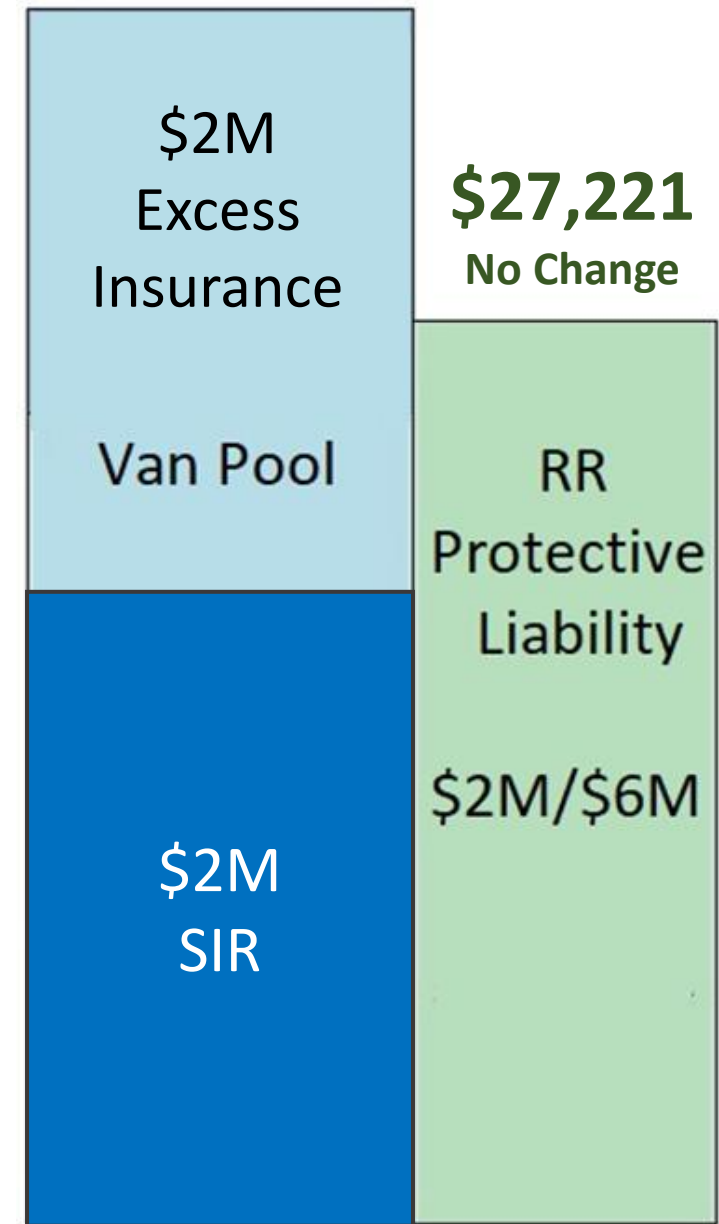 $2M
Excess
Insurance
Van Pool
$2M
SIR
$27,221
No Change
RR
Protective
Liability
$2M/$6M